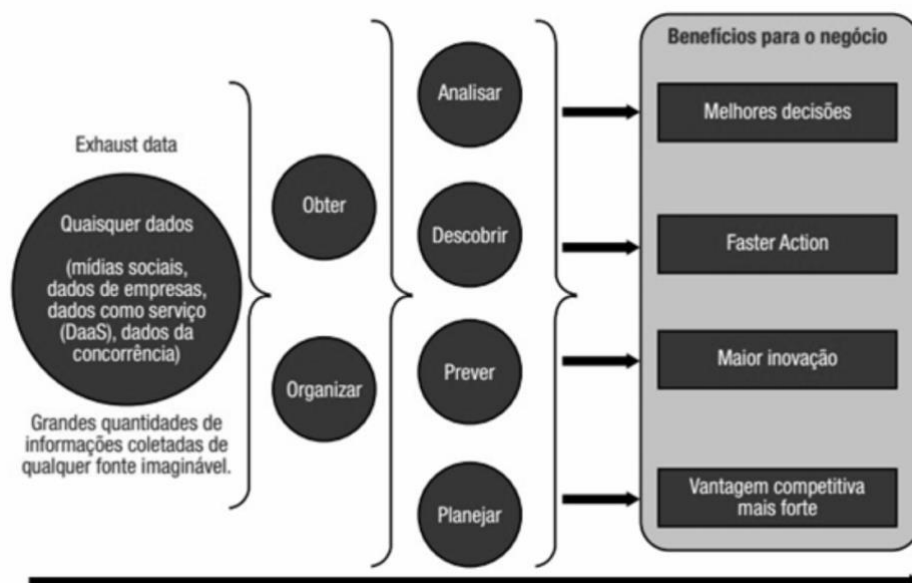 Exhaust data
Quaisquer dados
(mídias sociais,
dados de empresas,
dados como serviço
(DaaS), dados da
concorrência)
Grandes quantidades de
informações coletadas de
qualquer fonte imaginável.
Obter
Organizar
Analisar
Descobrir
Prever
Planejar
Benefícios para o negócio
Melhores decisões
Faster Action
Maior inovação
Vantagem competitiva
mais forte